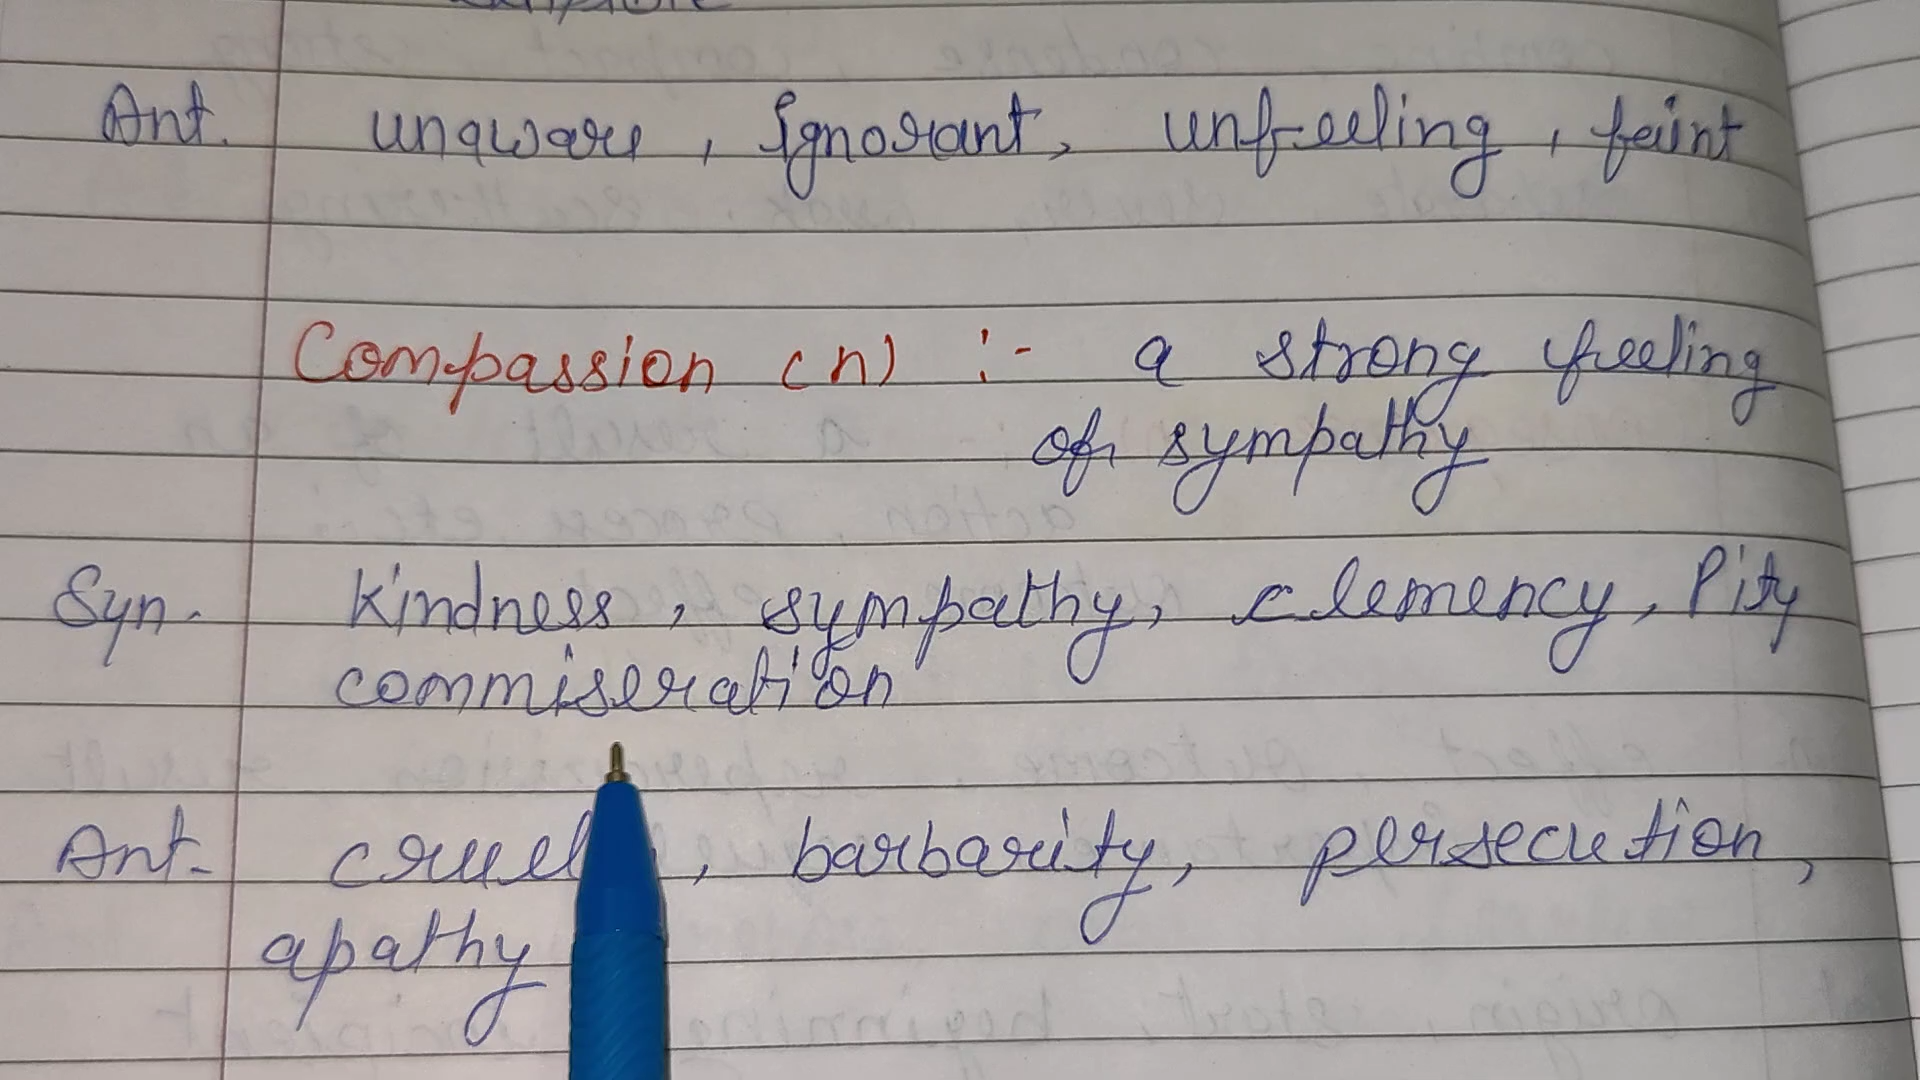 Ant. unaware, Ignorant, unfeeling, faint
Compassion (n) :- a strong feeling
of sympathy
Syn. Kindness, sympathy, clemency, Pity
commiseration
Ant. , barbarity, persecution,
apathy